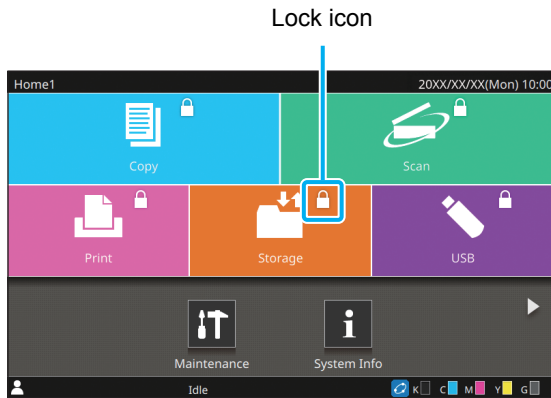 Lock icon
Home1 20XX/XX/XX(Mon) 10:00
Copy Scan
Print Storage USB
Maintenance System Info
Idle K C M Y G